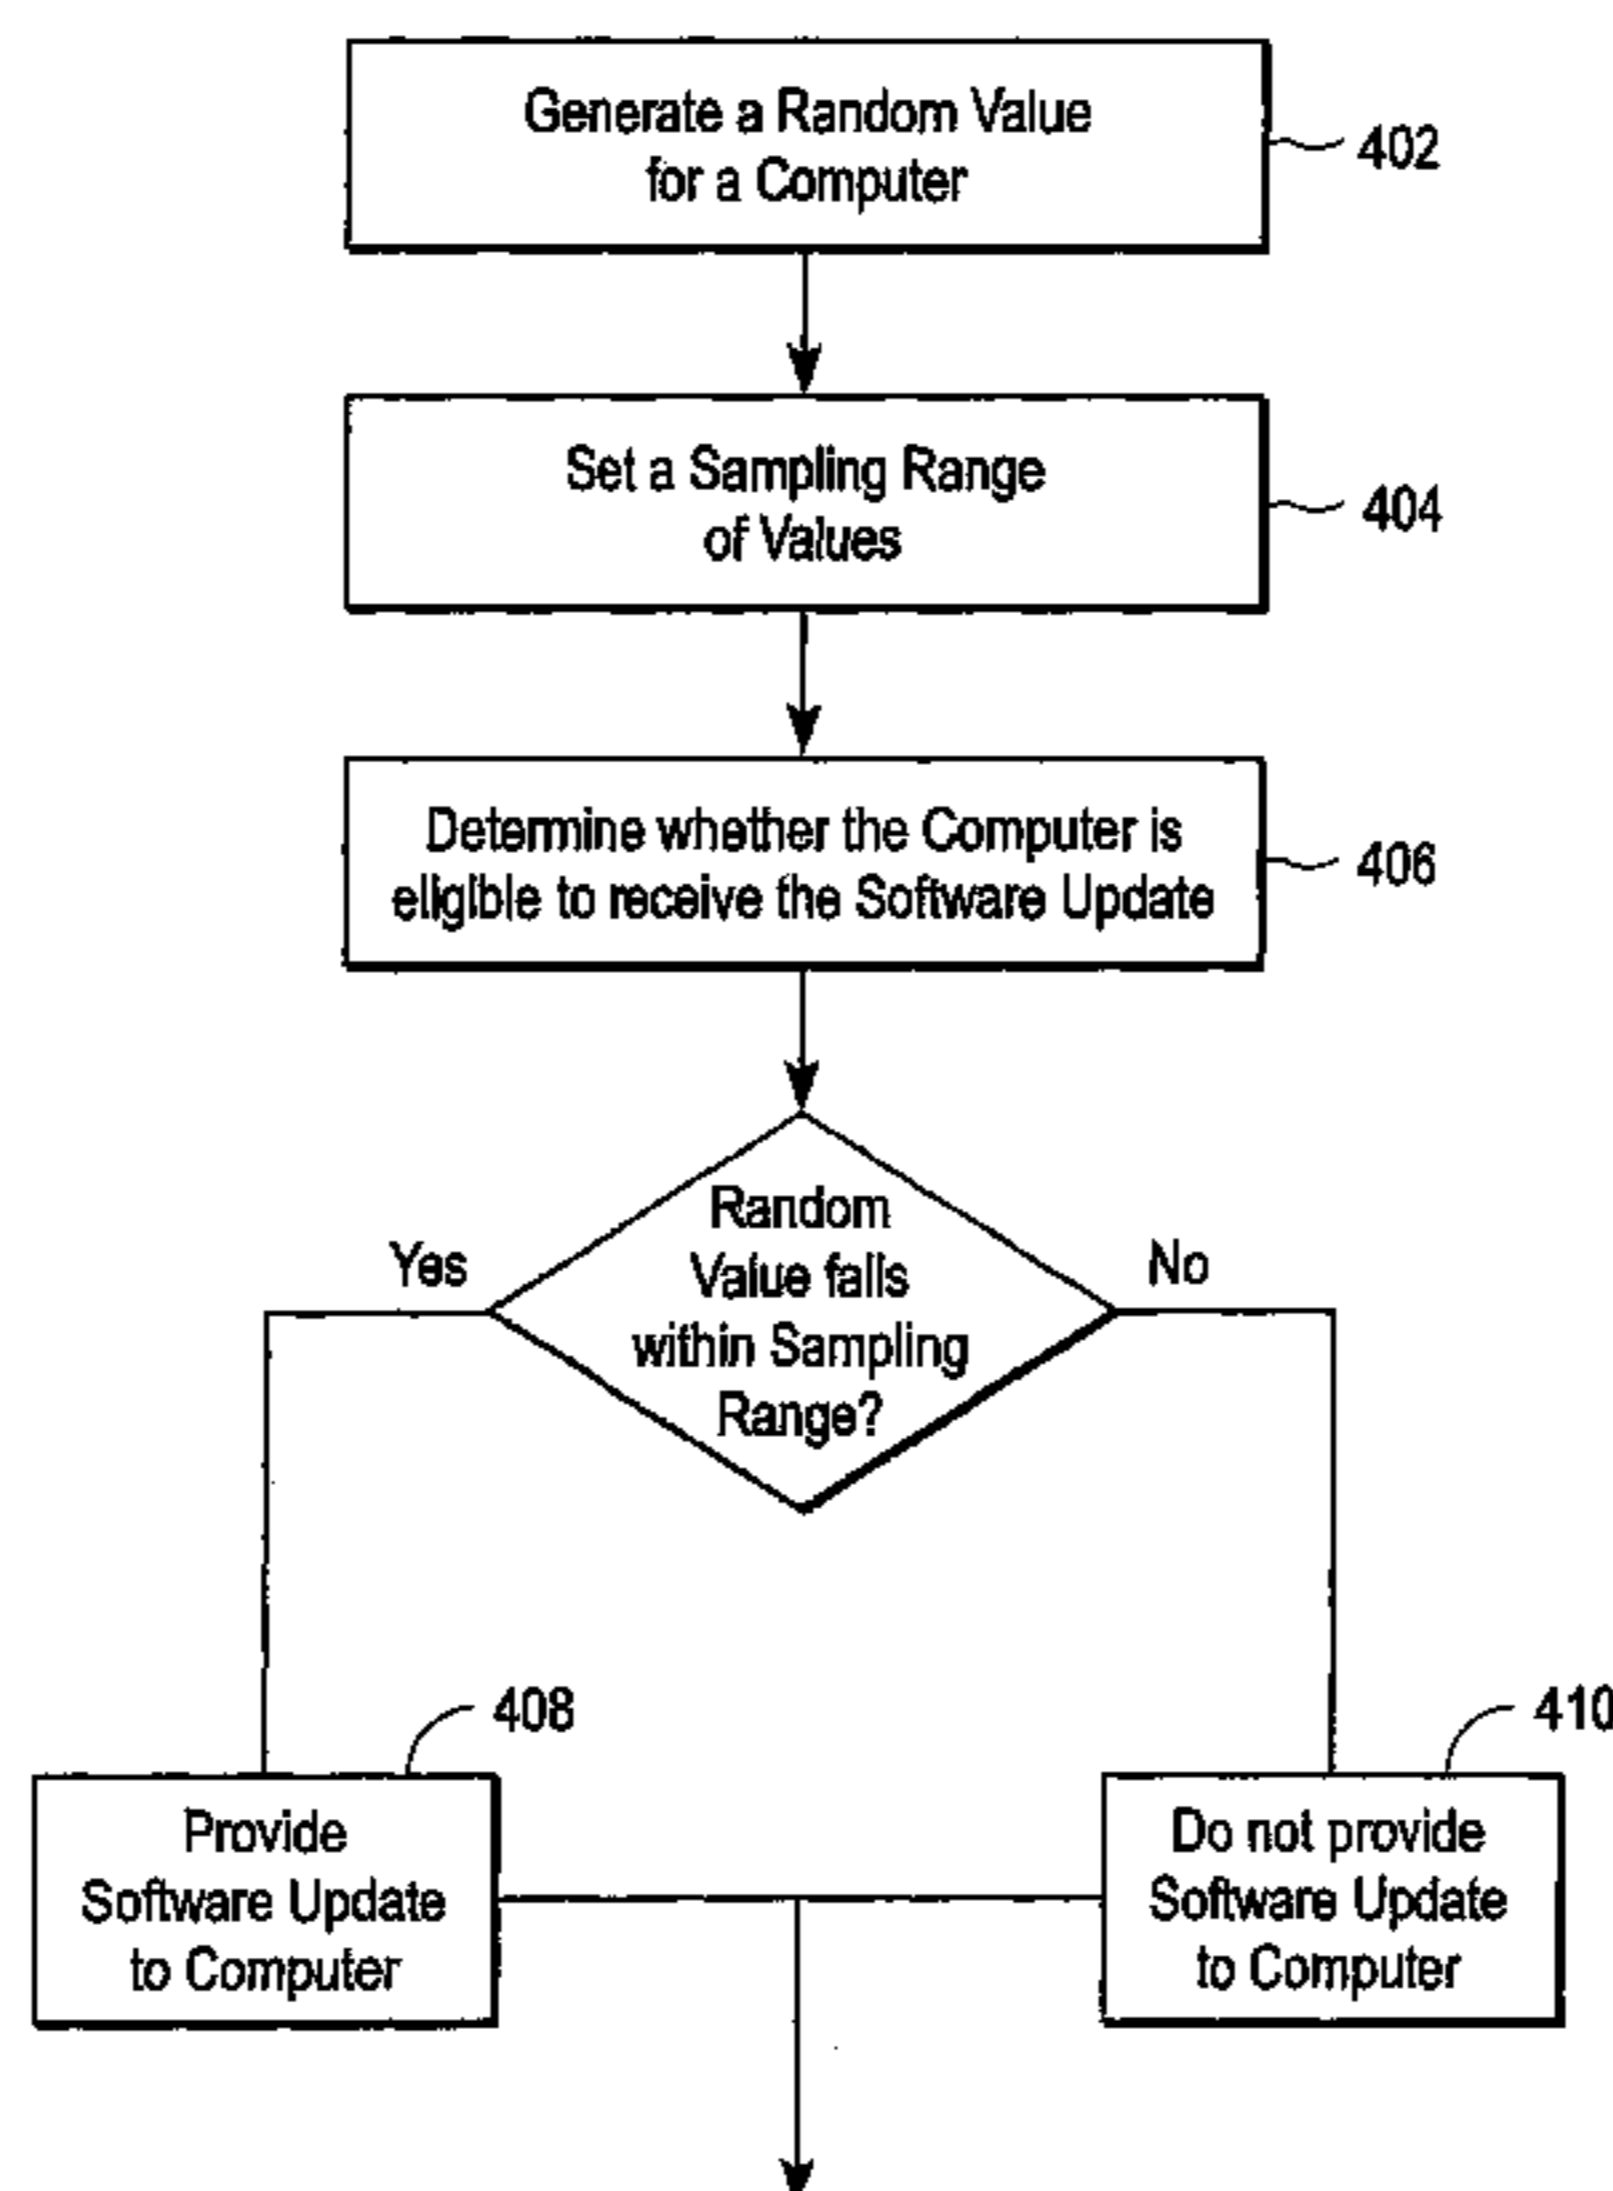 Generate a Random Value
for a Computer
402
Set a Sampling Range
of Values
404
Determine whether the Computer is
eligible to receive the Software Update
406
Random
Value falls
within Sampling
Range?
Yes
No
408
410
Provide
Software Update
to Computer
Do not provide
Software Update
to Computer